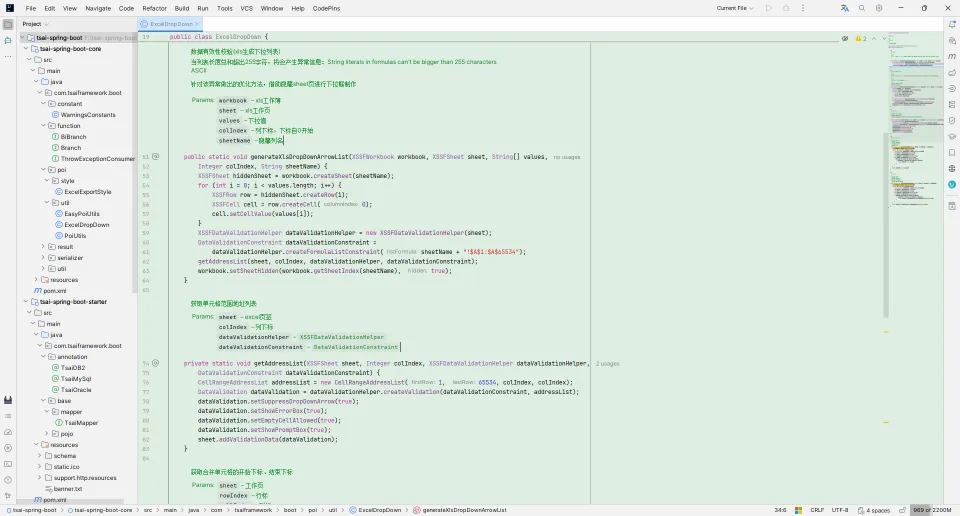 File Edit View Navigate Code Refactor Build Run Tools VCS Window Help CodePins
Current File
Project
ExcelDropDown
tsai-spring-boot
tsai-spring-boot-core
src
main
java
com.tsaiframework.boot
constant
WarningsConstants
function
BiBranch
Branch
ThrowExceptionConsumer
poi
style
ExcelExportStyle
util
EasyPoiUtils
ExcelDropDown
PoiUtils
result
serializer
util
resources
pom.xml
tsai-spring-boot-starter
src
main
java
com.tsaiframework.boot
annotation
TsaiDB2
TsaiMySql
TsaiOracle
base
mapper
TsaiMapper
pojo
resources
schema
static.ico
support.http.resources
banner.txt
pom.xml
19 public class ExcelDropDown {
2
数据有效性校验(xls生成下拉列表)
当列表长度总和超出255字符，将会产生异常信息：String literals in formulas can't be bigger than 255 characters
ASCII
针对该异常做出的优化方法，借助隐藏sheet页进行下拉框制作
Params: workbook – xls工作簿
sheet – xls工作页
values – 下拉值
colIndex – 列下标，下标自0开始
sheetName – 隐藏列名
51 @ public static void generateXlsDropDownArrowList(XSSFWorkbook workbook, XSSFSheet sheet, String[] values, no usages
52 Integer colIndex, String sheetName) {
53 XSSFSheet hiddenSheet = workbook.createSheet(sheetName);
54 for (int i = 0; i < values.length; i++) {
55 XSSFRow row = hiddenSheet.createRow(i);
56 XSSFCell cell = row.createCell( columnIndex: 0);
57 cell.setCellValue(values[i]);
58 }
59 XSSFDataValidationHelper dataValidationHelper = new XSSFDataValidationHelper(sheet);
60 DataValidationConstraint dataValidationConstraint =
61 dataValidationHelper.createFormulaListConstraint( listFormula: sheetName + "!$A$1:$A$65534");
62 getAddressList(sheet, colIndex, dataValidationHelper, dataValidationConstraint);
63 workbook.setSheetHidden(workbook.getSheetIndex(sheetName), hidden: true);
64 }
65
获取单元格范围地址列表
Params: sheet – excel页签
colIndex – 列下标
dataValidationHelper – XSSFDataValidationHelper
dataValidationConstraint – DataValidationConstraint
74 @ private static void getAddressList(XSSFSheet sheet, Integer colIndex, XSSFDataValidationHelper dataValidationHelper, 2 usages
75 DataValidationConstraint dataValidationConstraint) {
76 CellRangeAddressList addressList = new CellRangeAddressList( firstRow: 1, lastRow: 65534, colIndex, colIndex);
77 DataValidation dataValidation = dataValidationHelper.createValidation(dataValidationConstraint, addressList);
78 dataValidation.setSuppressDropDownArrow(true);
79 dataValidation.setShowErrorBox(true);
80 dataValidation.setEmptyCellAllowed(true);
81 dataValidation.setShowPromptBox(true);
82 sheet.addValidationData(dataValidation);
83 }
84
获取合并单元格的开始下标、结束下标
Params: sheet – 工作页
rowIndex – 行标
tsai-spring-boot > tsai-spring-boot-core > src > main > java > com > tsaiframework > boot > poi > util > ExcelDropDown > generateXlsDropDownArrowList
34:6 CRLF UTF-8 4 spaces 969 of 2200M